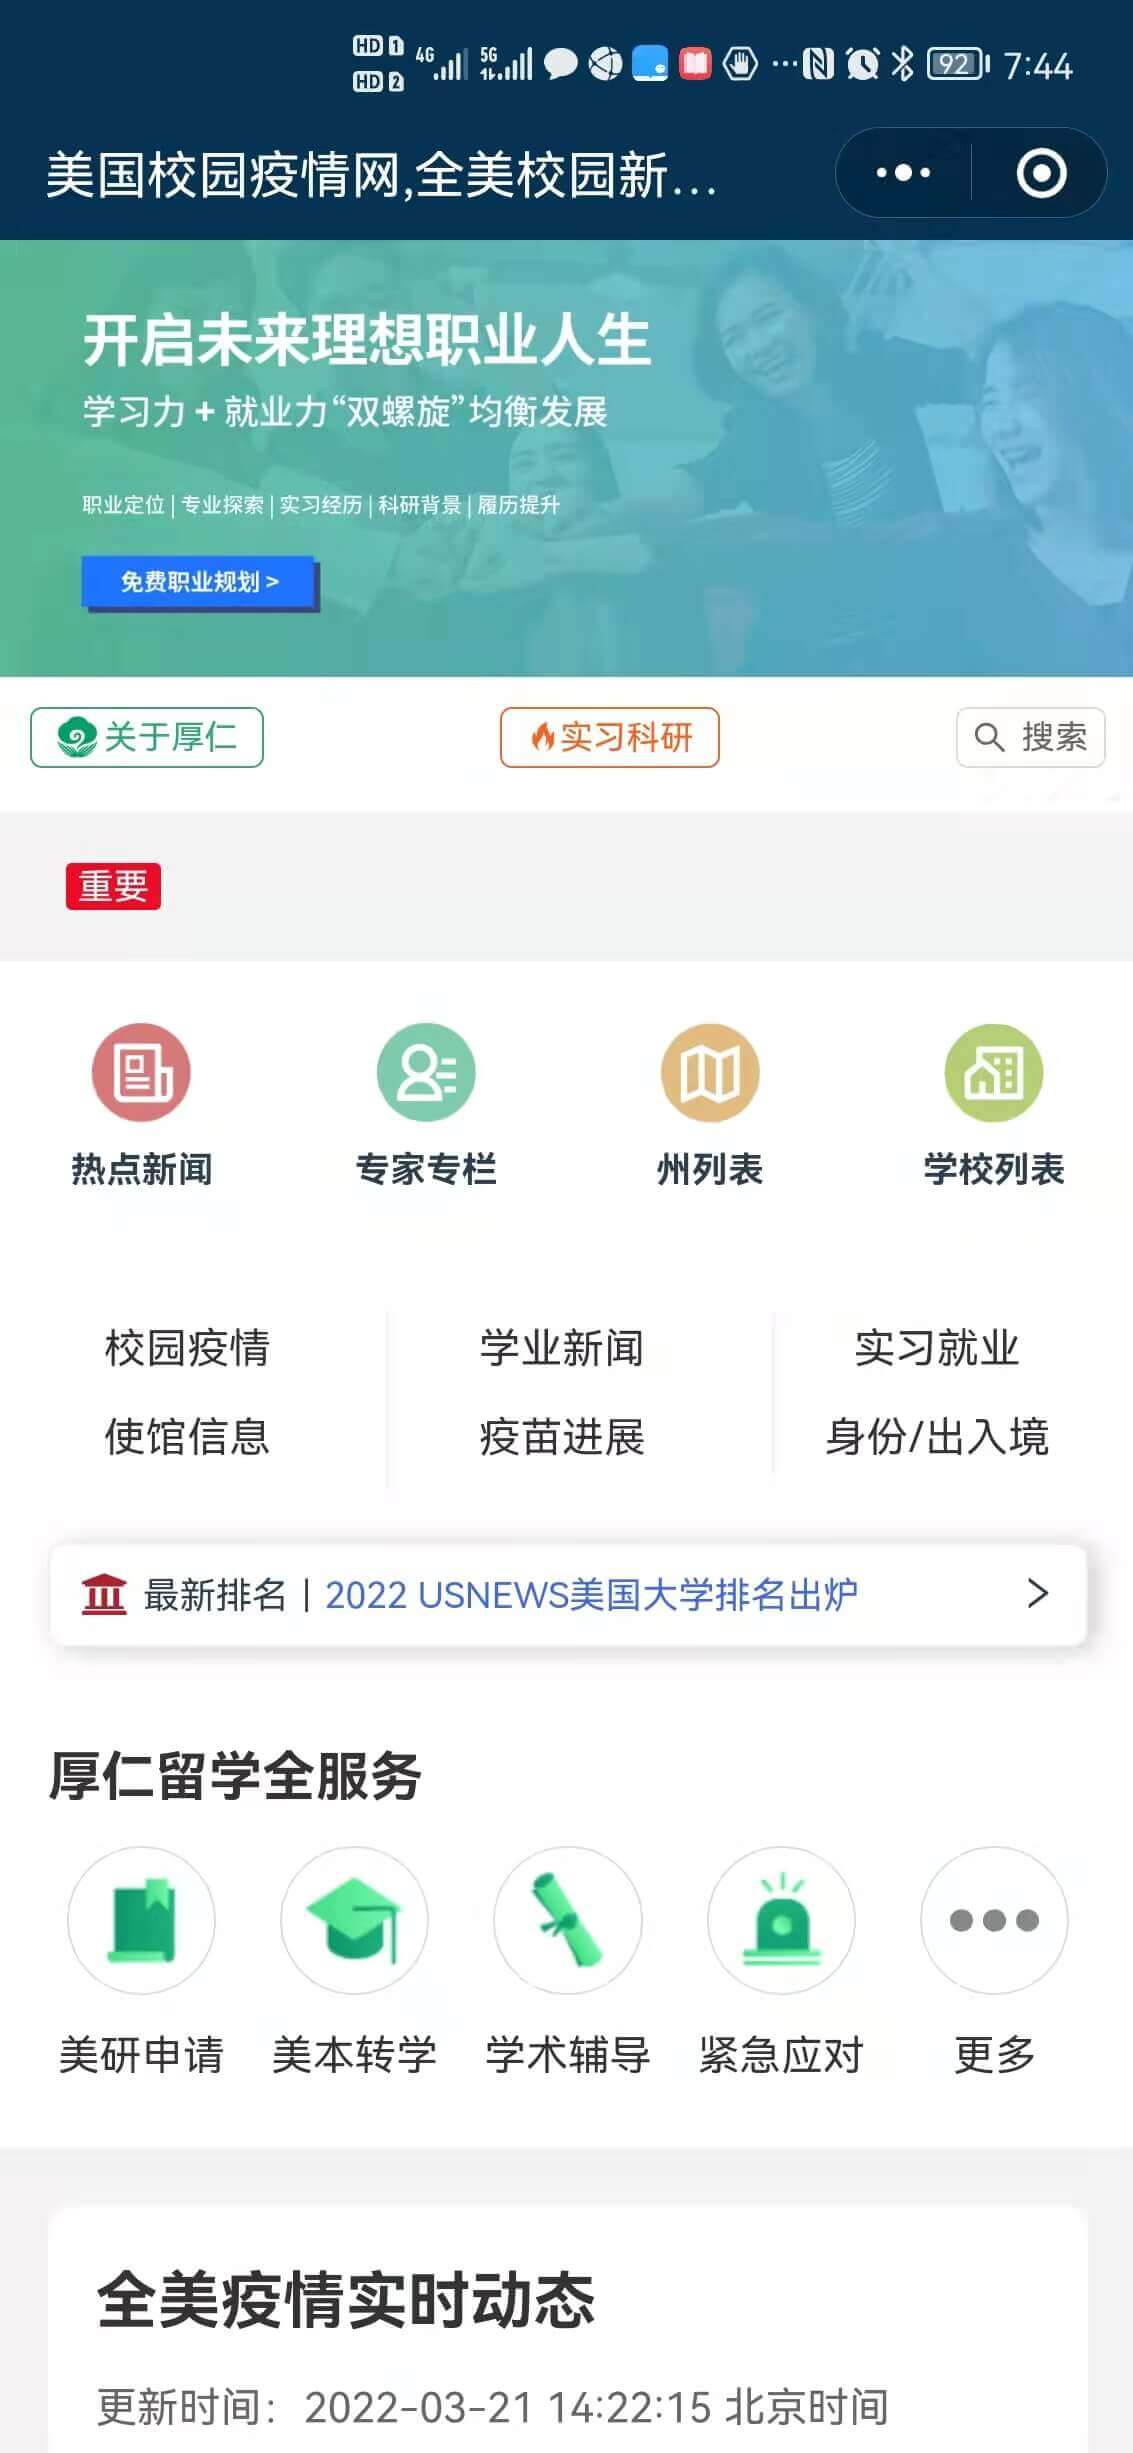 HD 1 4G 5G 92 7:44
HD 2
美国校园疫情网,全美校园新...
开启未来理想职业人生
学习力 + 就业力“双螺旋”均衡发展
职业定位 | 专业探索 | 实习经历 | 科研背景 | 履历提升
免费职业规划 >
关于厚仁 实习科研 搜索
重要
热点新闻 专家专栏 州列表 学校列表
校园疫情 学业新闻 实习就业
使馆信息 疫苗进展 身份/出入境
最新排名 | 2022 USNEWS美国大学排名出炉
厚仁留学全服务
美研申请 美本转学 学术辅导 紧急应对 更多
全美疫情实时动态
更新时间：2022-03-21 14:22:15 北京时间